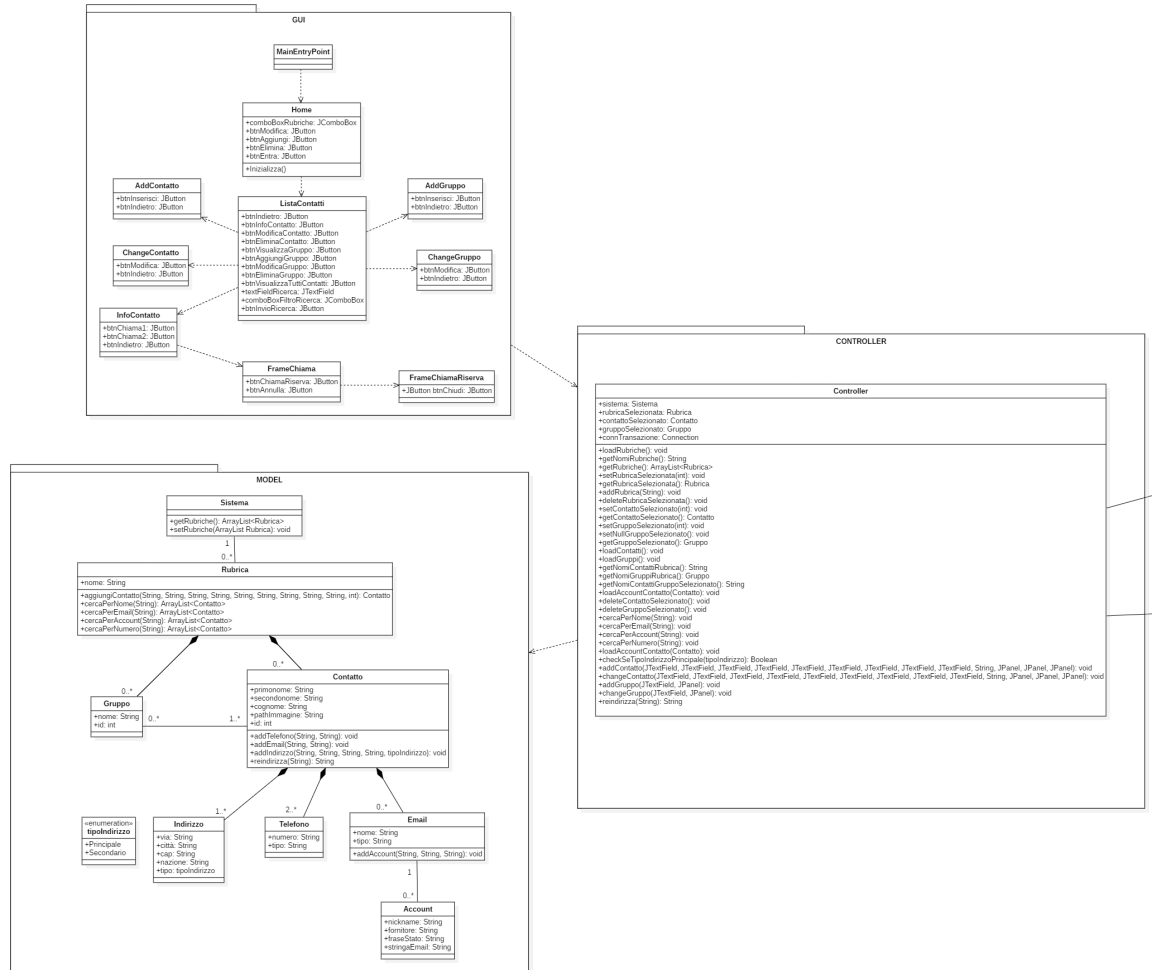 GUI
MainEntryPoint
Home
+comboBoxRubriche: JComboBox
+btnModifica: JButton
+btnAggiungi: JButton
+btnElimina: JButton
+btnEntra: JButton
+Inizializza()
AddContatto
+btnInserisci: JButton
+btnIndietro: JButton
ListaContatti
+btnIndietro: JButton
+btnInfoContatto: JButton
+btnModificaContatto: JButton
+btnEliminaContatto: JButton
+btnVisualizzaGruppo: JButton
+btnAggiungiGruppo: JButton
+btnModificaGruppo: JButton
+btnEliminaGruppo: JButton
+btnVisualizzaTuttiContatti: JButton
+textFieldRicerca: JTextField
+comboBoxFiltroRicerca: JComboBox
+btnInvioRicerca: JButton
AddGruppo
+btnInserisci: JButton
+btnIndietro: JButton
ChangeContatto
+btnModifica: JButton
+btnIndietro: JButton
ChangeGruppo
+btnModifica: JButton
+btnIndietro: JButton
InfoContatto
+btnChiama1: JButton
+btnChiama2: JButton
+btnIndietro: JButton
FrameChiama
+btnChiamaRiserva: JButton
+btnAnnulla: JButton
FrameChiamaRiserva
+JButton btnChiudi: JButton
CONTROLLER
Controller
+sistema: Sistema
+rubricaSelezionata: Rubrica
+contattoSelezionato: Contatto
+gruppoSelezionato: Gruppo
+connTransazione: Connection
+loadRubriche(): void
+getNomiRubriche(): String
+getRubriche(): ArrayList<Rubrica>
+setRubricaSelezionata(int): void
+getRubricaSelezionata(): Rubrica
+addRubrica(String): void
+deleteRubricaSelezionata(): void
+setContattoSelezionato(int): void
+getContattoSelezionato(): Contatto
+setGruppoSelezionato(int): void
+setNullGruppoSelezionato(): void
+getGruppoSelezionato(): Gruppo
+loadContatti(): void
+loadGruppi(): void
+getNomiContattiRubrica(): String
+getNomiGruppiRubrica(): Gruppo
+getNomiContattiGruppoSelezionato(): String
+loadAccountContatto(Contatto): void
+deleteContattoSelezionato(): void
+deleteGruppoSelezionato(): void
+cercaPerNome(String): void
+cercaPerEmail(String): void
+cercaPerAccount(String): void
+cercaPerNumero(String): void
+loadAccountContatto(Contatto): void
+checkSeTipoIndirizzoPrincipale(tipoIndirizzo): Boolean
+addContatto(JTextField, JTextField, JTextField, JTextField, JTextField, JTextField, JTextField, JTextField, JTextField, String, JPanel, JPanel, JPanel): void
+changeContatto(JTextField, JTextField, JTextField, JTextField, JTextField, JTextField, JTextField, JTextField, JTextField, String, JPanel, JPanel, JPanel): void
+addGruppo(JTextField, JPanel): void
+changeGruppo(JTextField, JPanel): void
+reindirizza(String): String
MODEL
Sistema
+getRubriche(): ArrayList<Rubrica>
+setRubriche(ArrayList Rubrica): void
1
0..*
Rubrica
+nome: String
+aggiungiContatto(String, String, String, String, String, String, String, String, int): Contatto
+cercaPerNome(String): ArrayList<Contatto>
+cercaPerEmail(String): ArrayList<Contatto>
+cercaPerAccount(String): ArrayList<Contatto>
+cercaPerNumero(String): ArrayList<Contatto>
0..*
0..*
Gruppo
+nome: String
+id: int
0..*
1..*
Contatto
+primonome: String
+secondonome: String
+cognome: String
+pathImmagine: String
+id: int
+addTelefono(String, String): void
+addEmail(String, String): void
+addIndirizzo(String, String, String, String, tipoIndirizzo): void
+reindirizza(String): String
1..*
2..*
0..*
«enumeration»
tipoIndirizzo
+Principale
+Secondario
Indirizzo
+via: String
+città: String
+cap: String
+nazione: String
+tipo: tipoIndirizzo
Telefono
+numero: String
+tipo: String
Email
+nome: String
+tipo: String
+addAccount(String, String, String): void
1
0..*
Account
+nickname: String
+fornitore: String
+fraseStato: String
+stringaEmail: String